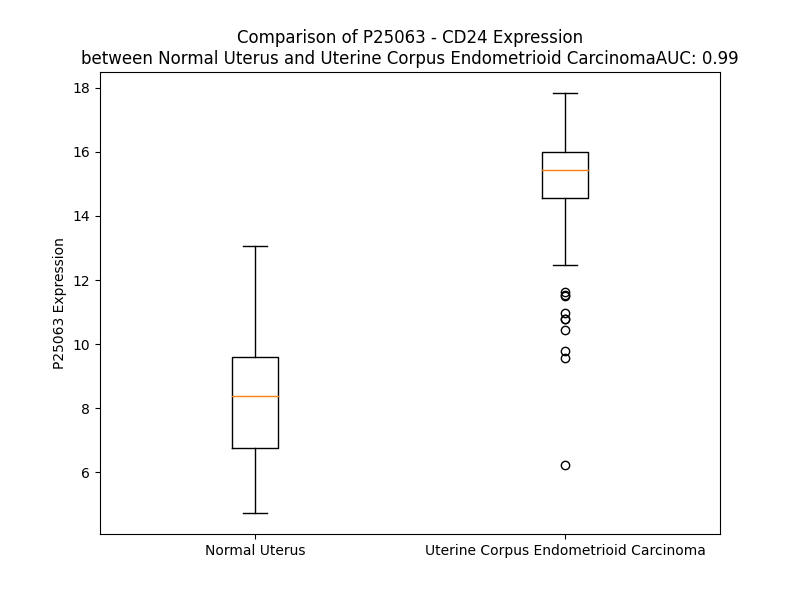 Comparison of P25063 - CD24 Expression
between Normal Uterus and Uterine Corpus Endometrioid CarcinomaAUC: 0.99
18
16
14
12
10
8
6
P25063 Expression
Normal Uterus
Uterine Corpus Endometrioid Carcinoma